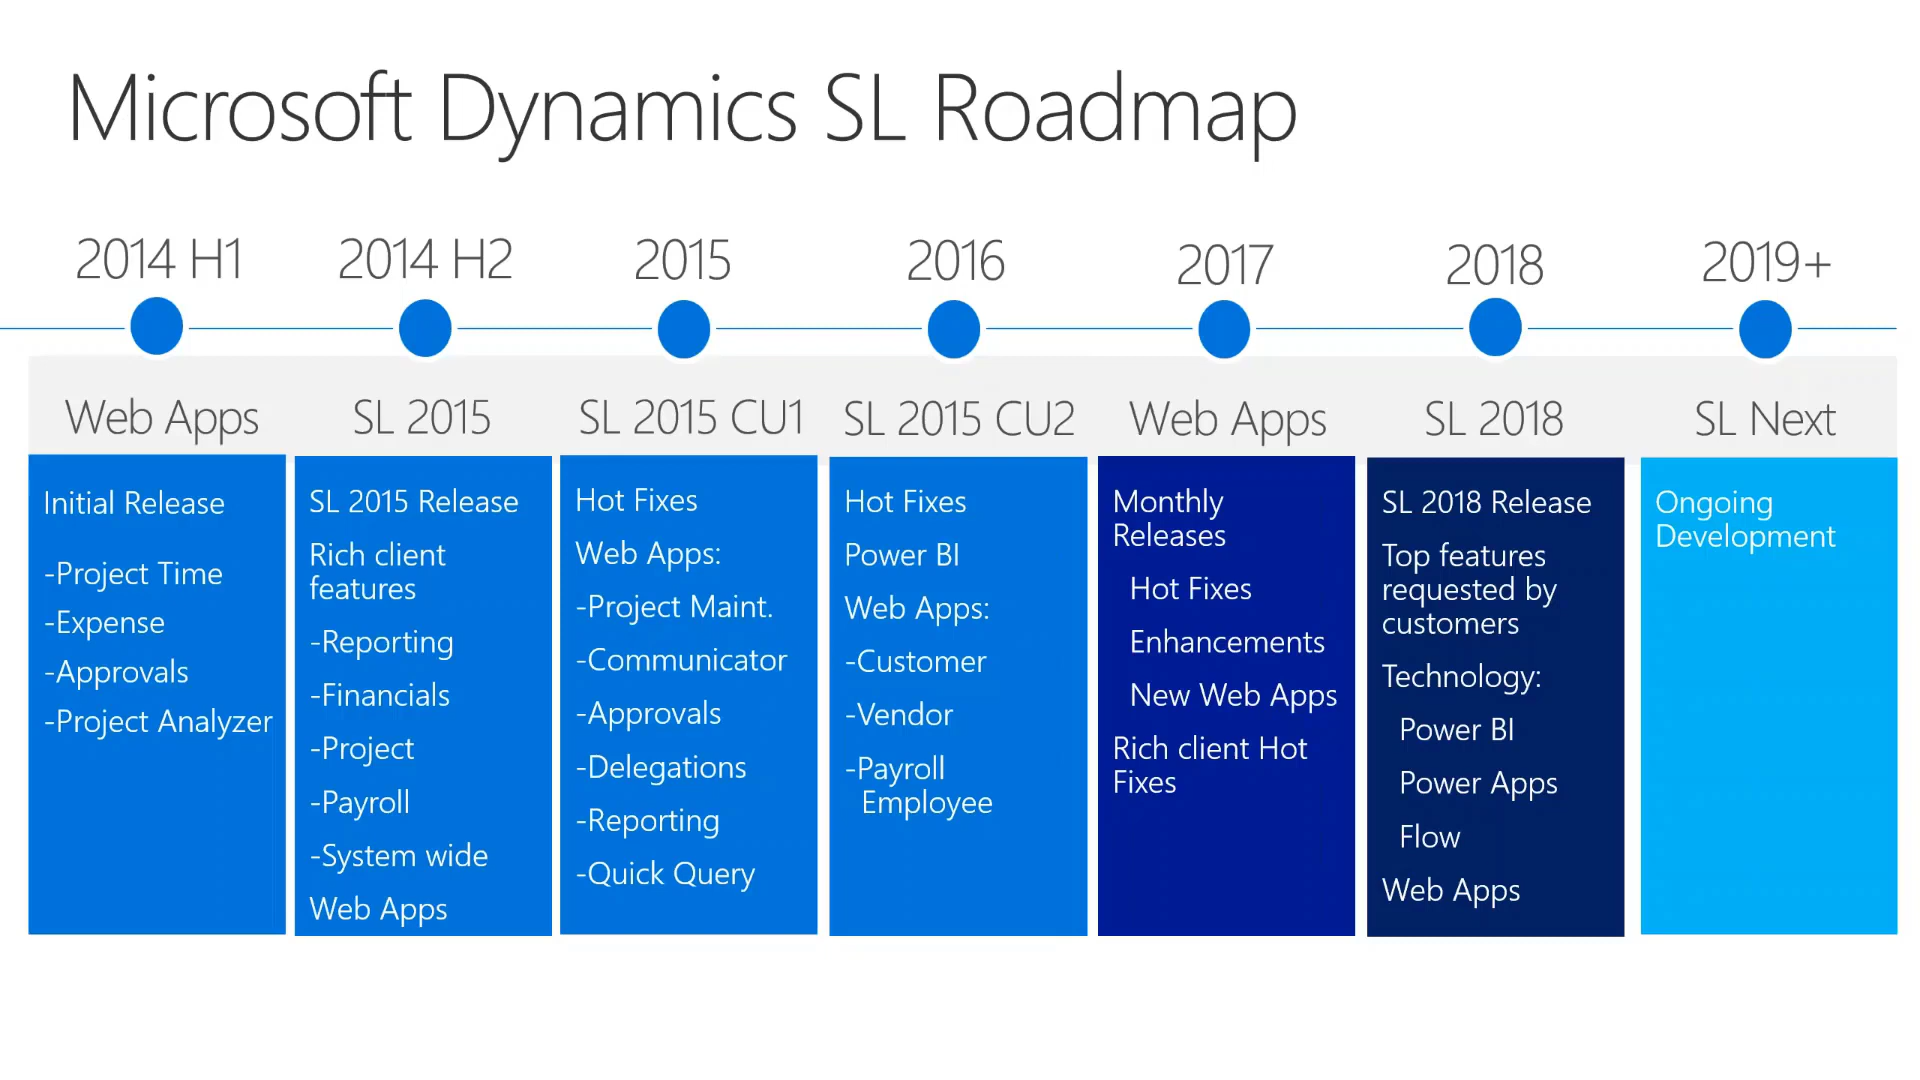 Microsoft Dynamics SL Roadmap
2014 H1
2014 H2
2015
2016
2017
2018
2019+
Web Apps
SL 2015
SL 2015 CU1
SL 2015 CU2
Web Apps
SL 2018
SL Next
Initial Release
-Project Time
-Expense
-Approvals
-Project Analyzer
SL 2015 Release
Rich client
features
-Reporting
-Financials
-Project
-Payroll
-System wide
Web Apps
Hot Fixes
Web Apps:
-Project Maint.
-Communicator
-Approvals
-Delegations
-Reporting
-Quick Query
Hot Fixes
Power BI
Web Apps:
-Customer
-Vendor
-Payroll
Employee
Monthly
Releases
Hot Fixes
Enhancements
New Web Apps
Rich client Hot
Fixes
SL 2018 Release
Top features
requested by
customers
Technology:
Power BI
Power Apps
Flow
Web Apps
Ongoing
Development